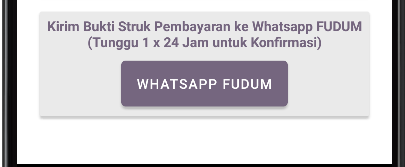 Kirim Bukti Struk Pembayaran ke Whatsapp FUDUM
(Tunggu 1 x 24 Jam untuk Konfirmasi)
WHATSAPP FUDUM